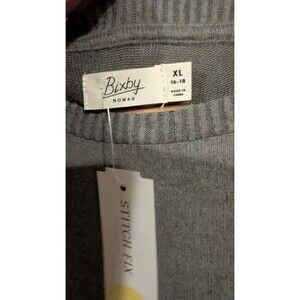 Bixby
NOMAD
XL
16-18
MADE IN
CHINA
STITCH FIX